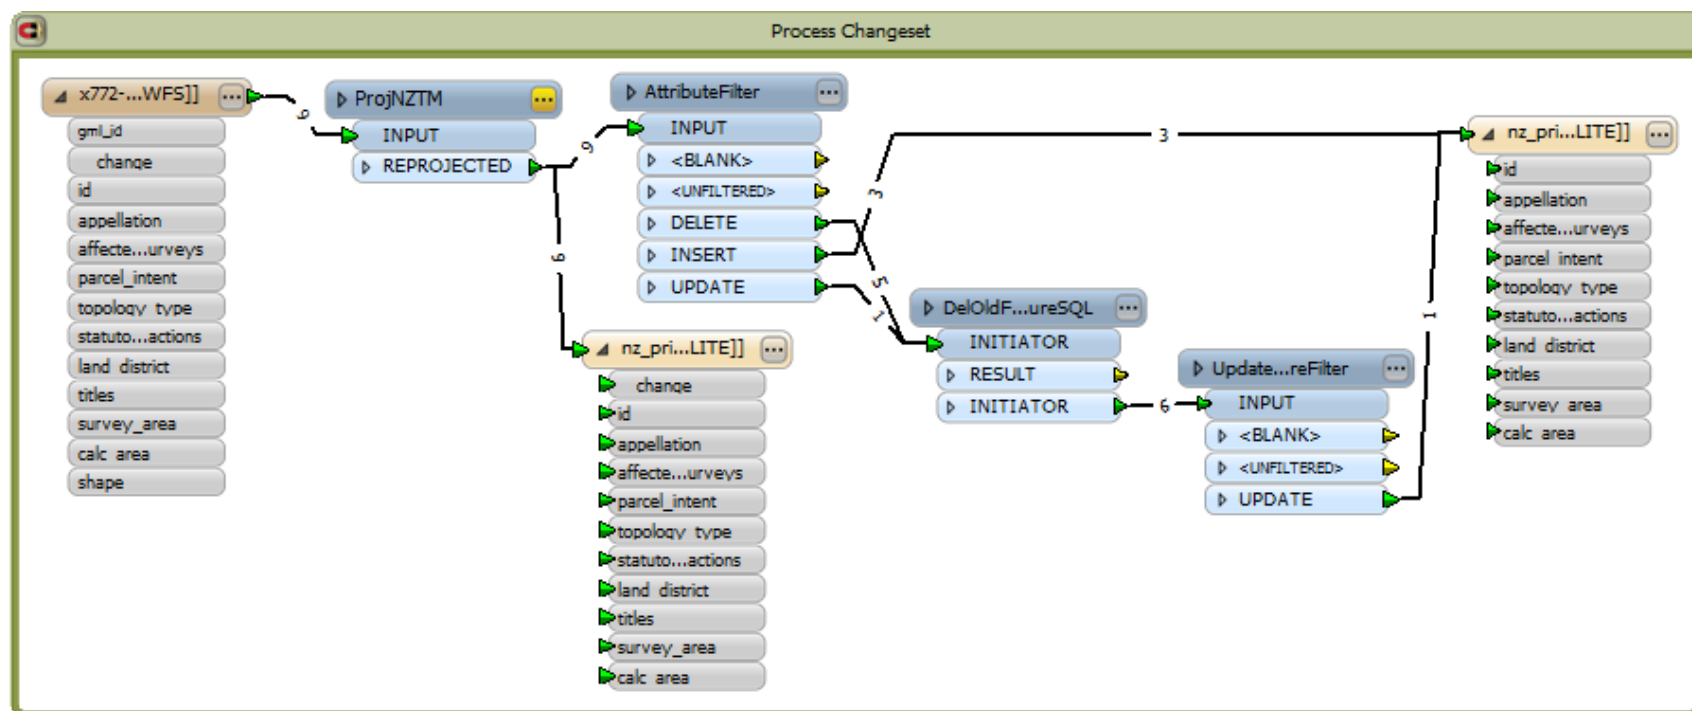 Process Changeset
x772-...WFS]]
gml_id
change
id
appellation
affecte...urveys
parcel_intent
topology_type
statuto...actions
land_district
titles
survey_area
calc_area
shape
9
ProjNZTM
INPUT
REPROJECTED
9
9
AttributeFilter
INPUT
<BLANK>
<UNFILTERED>
DELETE
INSERT
UPDATE
3
3
5
1
nz_pri...LITE]]
change
id
appellation
affecte...urveys
parcel_intent
topology_type
statuto...actions
land_district
titles
survey_area
calc_area
DelOldF...ureSQL
INITIATOR
RESULT
INITIATOR
6
Update...reFilter
INPUT
<BLANK>
<UNFILTERED>
UPDATE
1
nz_pri...LITE]]
id
appellation
affecte...urveys
parcel_intent
topology_type
statuto...actions
land_district
titles
survey_area
calc_area